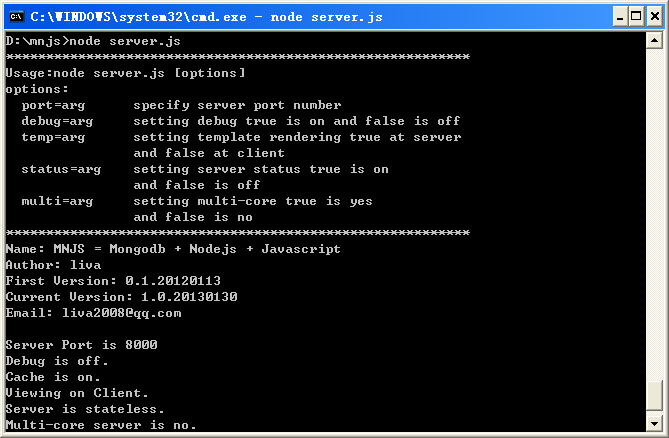 C:\WINDOWS\system32\cmd.exe - node server.js
D:\mnjs>node server.js
**********************************************************
Usage:node server.js [options]
options:
  port=arg      specify server port number
  debug=arg     setting debug true is on and false is off
  temp=arg      setting template rendering true at server
                and false at client
  status=arg    setting server status true is on
                and false is off
  multi=arg     setting multi-core true is yes
                and false is no
**********************************************************
Name: MNJS = Mongodb + Nodejs + Javascript
Author: liva
First Version: 0.1.20120113
Current Version: 1.0.20130130
Email: liva2008@qq.com

Server Port is 8000
Debug is off.
Cache is on.
Viewing on Client.
Server is stateless.
Multi-core server is no.